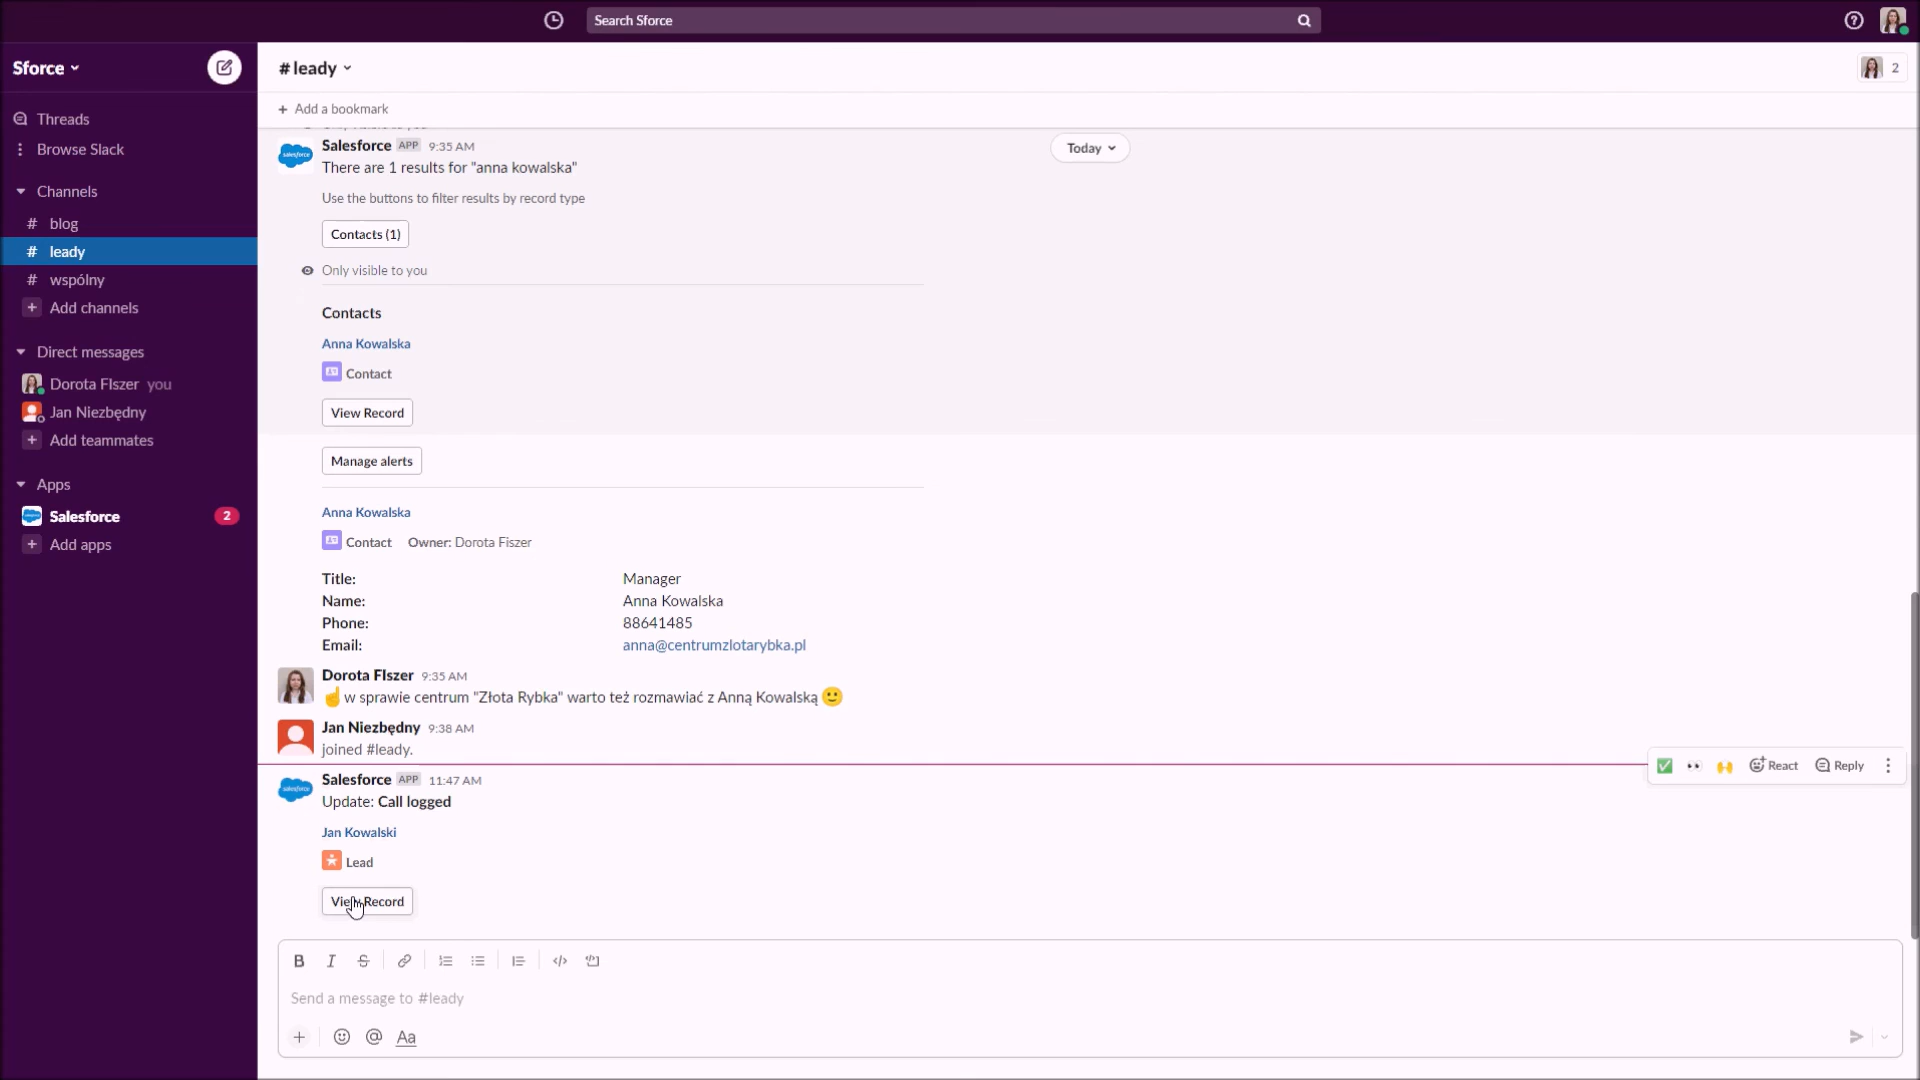 Search Sforce
Sforce
# leady
2
+ Add a bookmark
Threads
Browse Slack
Channels
# blog
# leady
# wspólny
+ Add channels
Direct messages
Dorota FIszer you
Jan Niezbędny
+ Add teammates
Apps
Salesforce 2
+ Add apps
Salesforce APP 9:35 AM
Today
There are 1 results for "anna kowalska"
Use the buttons to filter results by record type
Contacts (1)
Only visible to you
Contacts
Anna Kowalska
Contact
View Record
Manage alerts
Anna Kowalska
Contact Owner: Dorota Fiszer
Title: Manager
Name: Anna Kowalska
Phone: 88641485
Email: anna@centrumzlotarybka.pl
Dorota FIszer 9:35 AM
☝️w sprawie centrum "Złota Rybka" warto też rozmawiać z Anną Kowalską 🙂
Jan Niezbędny 9:38 AM
joined #leady.
React Reply
Salesforce APP 11:47 AM
Update: Call logged
Jan Kowalski
Lead
View Record
B I S
Send a message to #leady
+ @ Aa